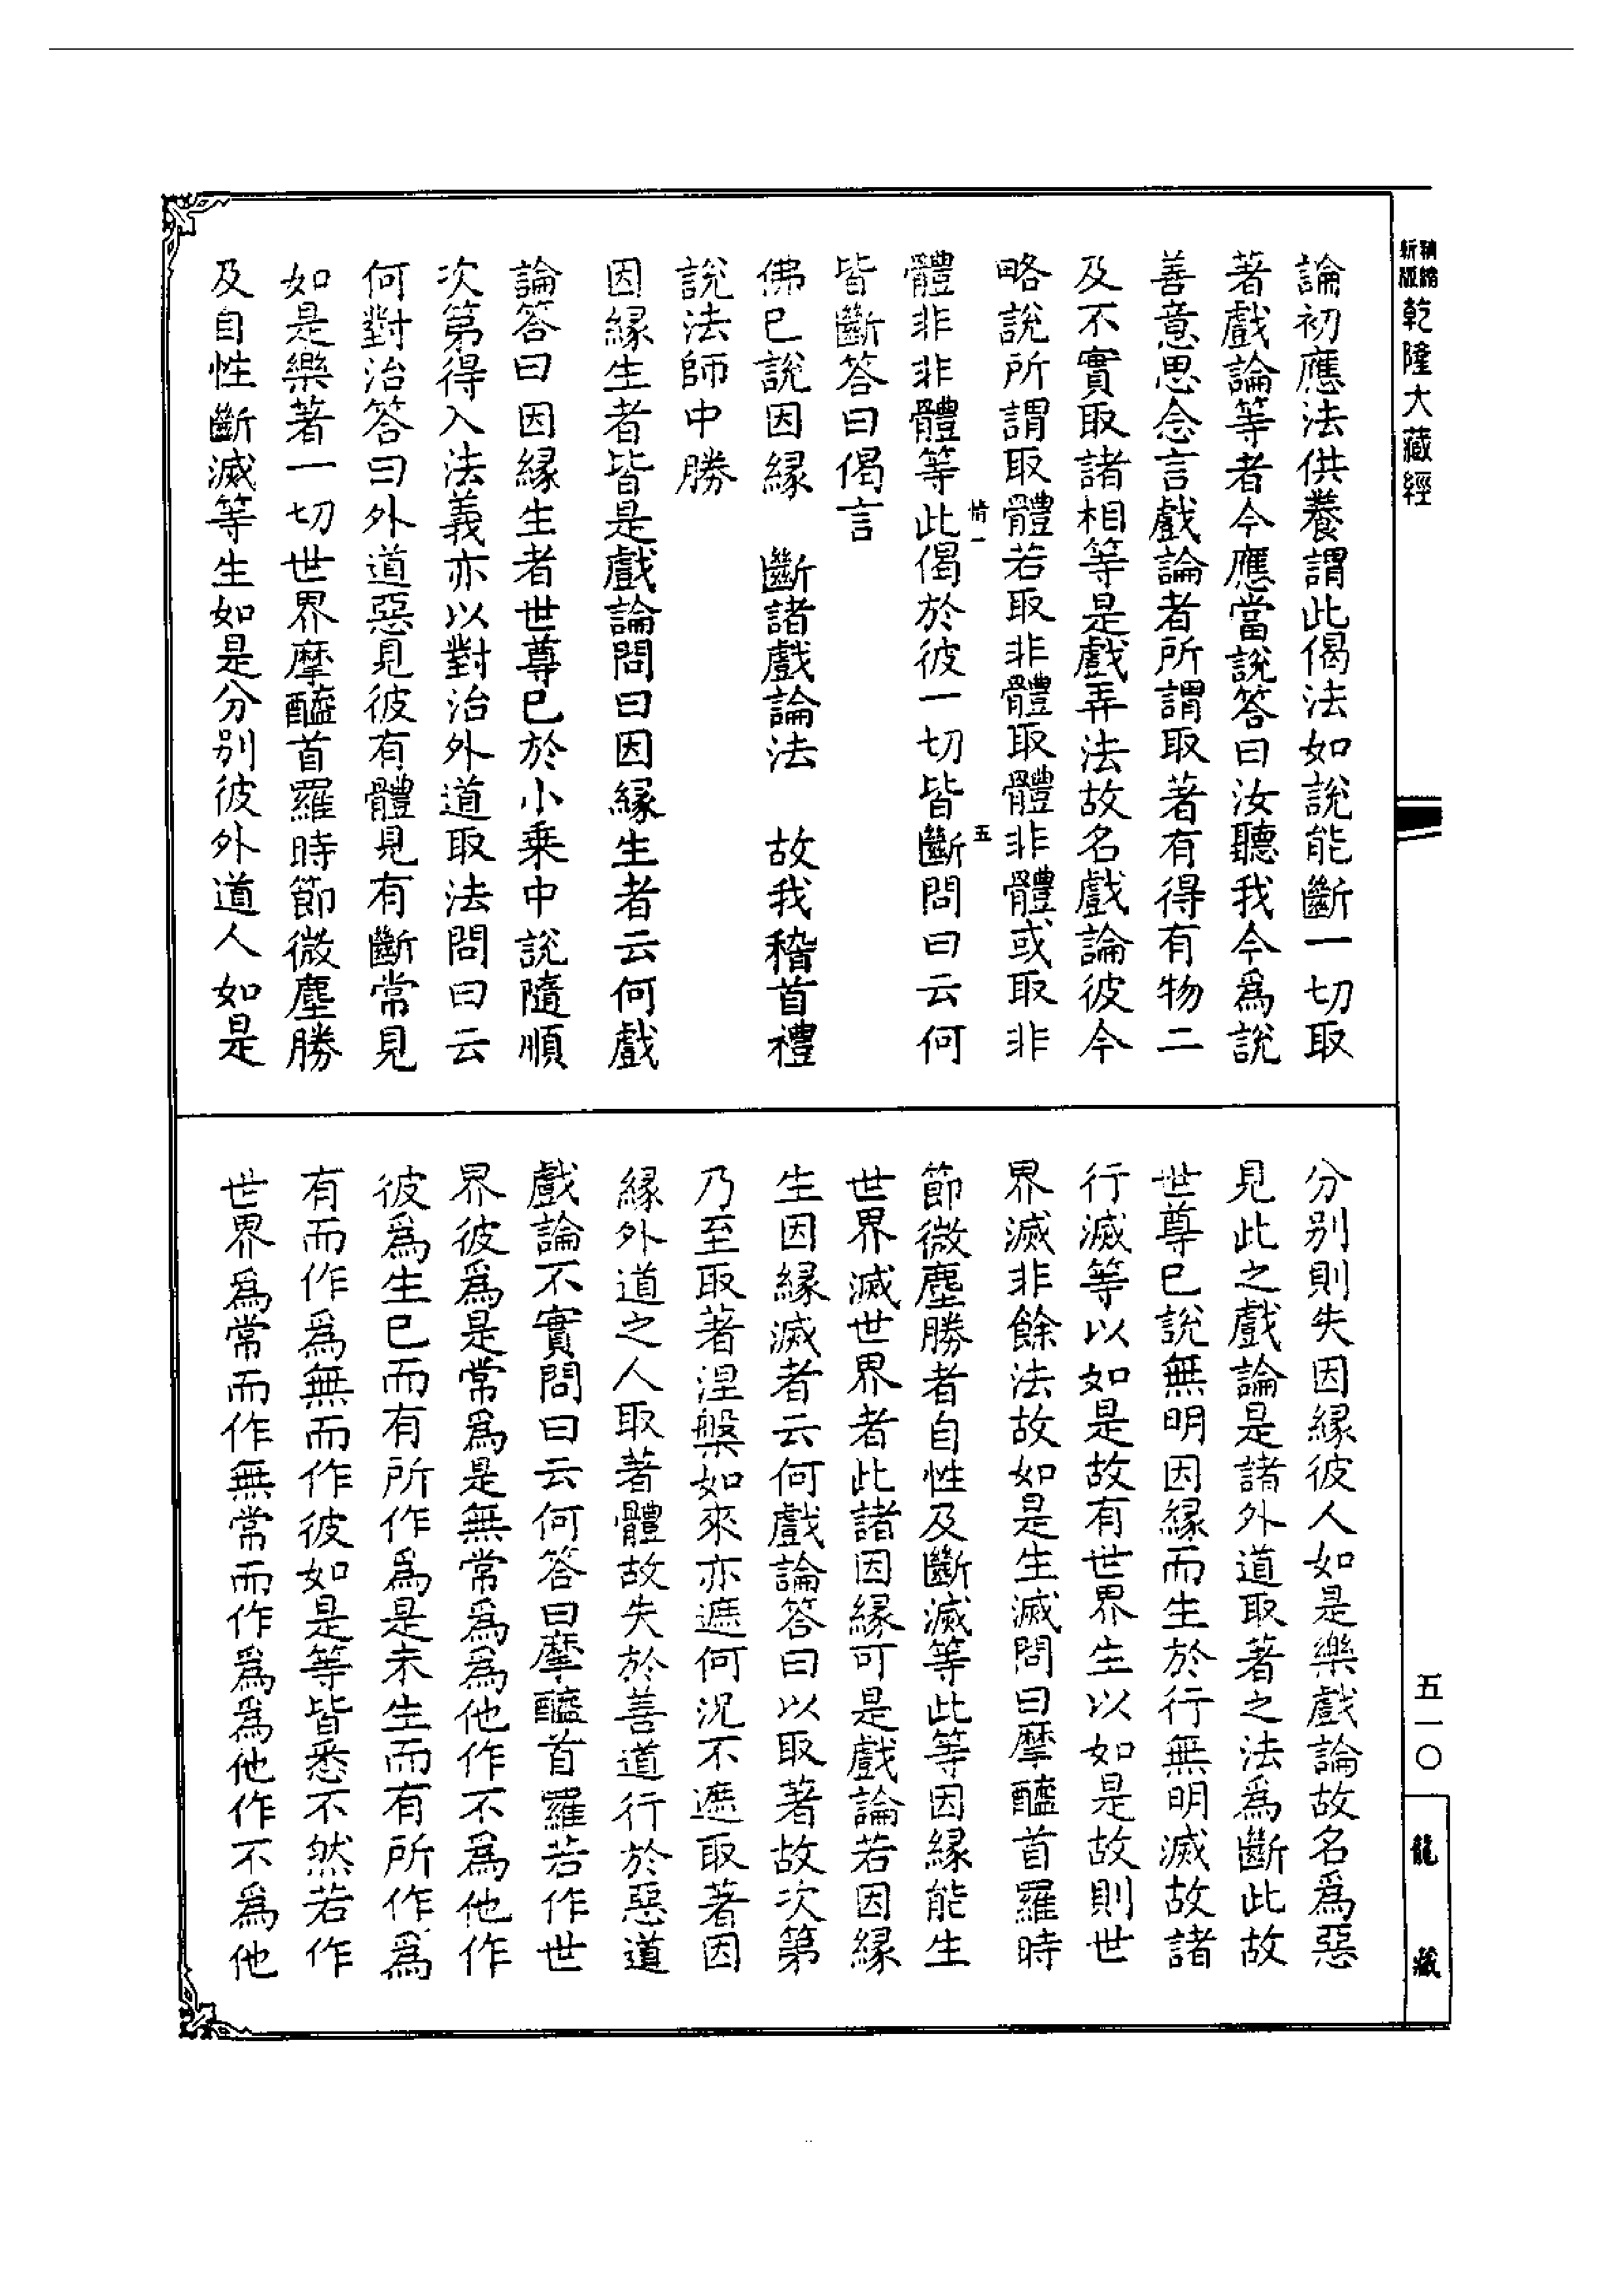 精縮新版乾隆大藏經
論初應法供養謂此偈法如說能斷一切取
著戲論等者今應當說答曰汝聽我今爲說
善意思念言戲論者所謂取著有得有物二
及不實取諸相等是戲弄法故名戲論彼今
略說所謂取體若取非體取體非體或取非
情一 五
體非非體等此偈於彼一切皆斷問曰云何
皆斷答曰偈言
佛已說因緣 斷諸戲論法 故我稽首禮
說法師中勝
因緣生者皆是戲論問曰因緣生者云何戲
論答曰因緣生者世尊已於小乗中說隨順
次第得入法義亦以對治外道取法問曰云
何對治答曰外道惡見彼有體見有斷常見
如是樂著一切世界摩醯首羅時節微塵勝
及自性斷滅等生如是分別彼外道人如是
分別則失因緣彼人如是樂戲論故名爲惡
見此之戲論是諸外道取著之法爲斷此故
世尊已說無明因緣而生於行無明滅故諸
行滅等以如是故有世界生以如是故則世
界滅非餘法故如是生滅問曰摩醯首羅時
節微塵勝者自性及斷滅等此等因緣能生
世界滅世界者此諸因緣可是戲論若因緣
生因緣滅者云何戲論答曰以取著故次第
乃至取著涅槃如來亦遮何況不遮取著因
緣外道之人取著體故失於善道行於惡道
戲論不實問曰云何答曰摩醯首羅若作世
界彼爲是常爲是無常爲爲他作不爲他作
彼爲生已而有所作爲是未生而有所作爲
有而作爲無而作彼如是等皆悉不然若作
世界爲常而作無常而作爲爲他作不爲他
五一〇
龍藏